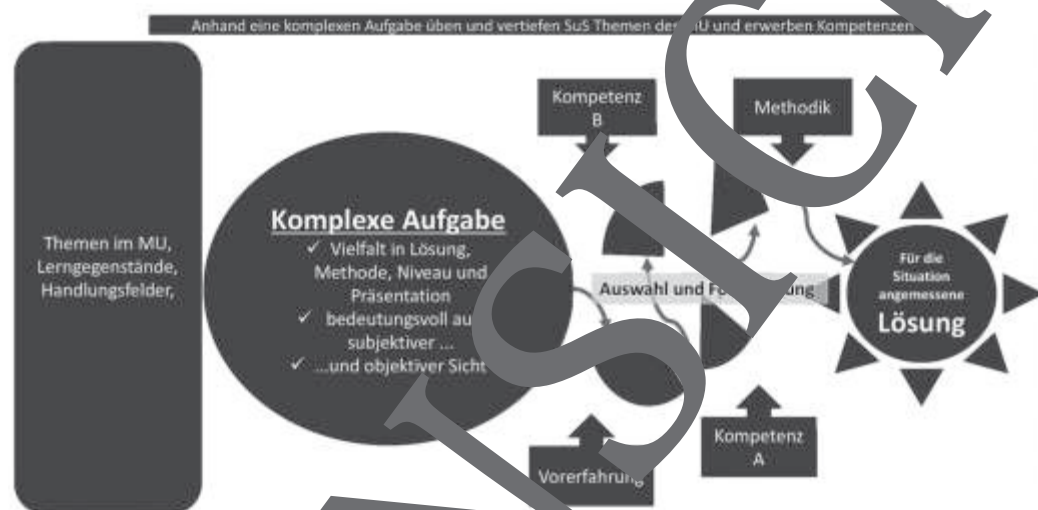 Anhand eine komplexen Aufgabe üben und vertiefen SuS Themen des MU und erwerben Kompetenzen
Themen im MU,
Lerngegenstände,
Handlungsfelder,
Komplexe Aufgabe
✓ Vielfalt in Lösung,
Methode, Niveau und
Präsentation
✓ bedeutungsvoll
subjektiver ...
✓ ...und objektiver Sicht
Kompetenz
B
Methodik
Auswahl und
Vorerfahrung
Kompetenz
A
Für die
Situation
angemessene
Lösung